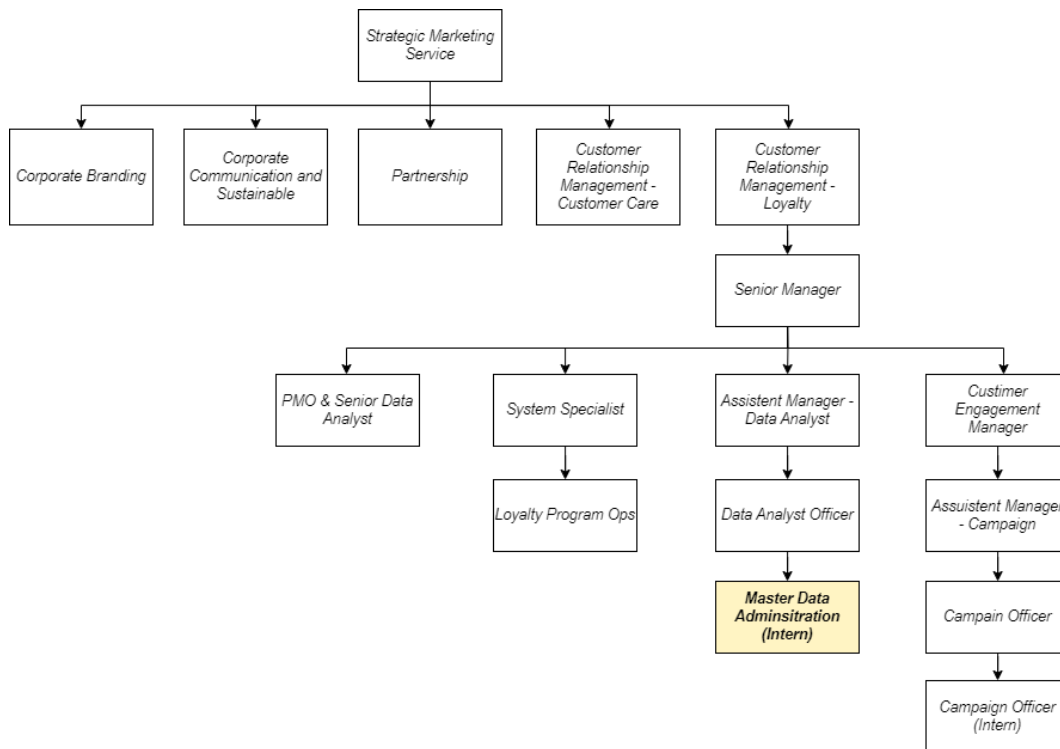 Strategic Marketing
Service
Corporate Branding
Corporate
Communication and
Sustainable
Partnership
Customer
Relationship
Management -
Customer Care
Customer
Relationship
Management -
Loyalty
Senior Manager
PMO & Senior Data
Analyst
System Specialist
Assistent Manager -
Data Analyst
Custimer
Engagement
Manager
Loyalty Program Ops
Data Analyst Officer
Assuistent Manager
- Campaign
Master Data
Adminsitration
(Intern)
Campain Officer
Campaign Officer
(Intern)